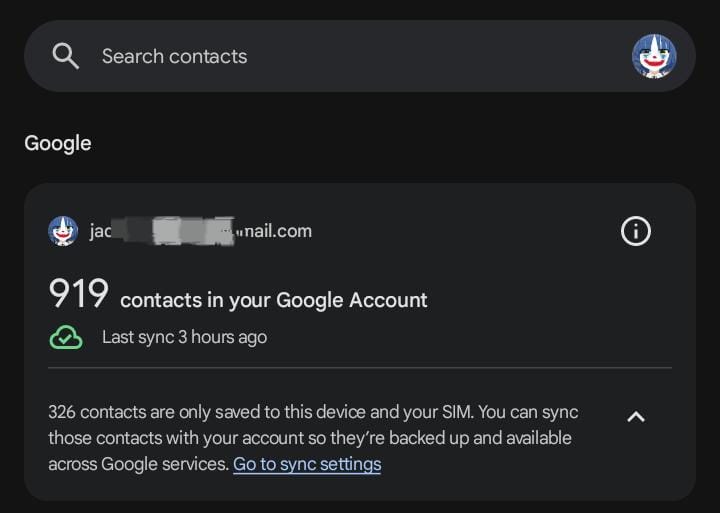 Search contacts
Google
jac mail.com
919 contacts in your Google Account
Last sync 3 hours ago
326 contacts are only saved to this device and your SIM. You can sync
those contacts with your account so they're backed up and available
across Google services. Go to sync settings